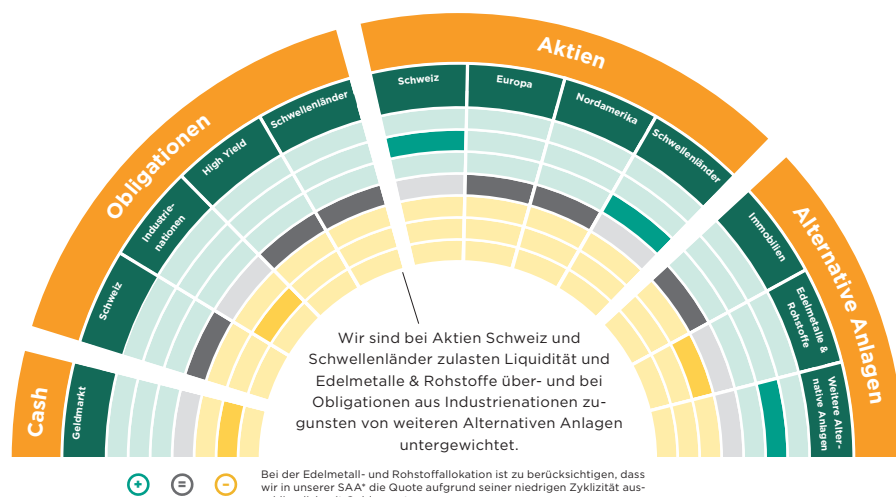 Cash
Geldmarkt
Obligationen
Schweiz
Industrie-
nationen
High Yield
Schwellenländer
Aktien
Schweiz
Europa
Nordamerika
Schwellenländer
Alternative Anlagen
Immobilien
Edelmetalle &
Rohstoffe
Weitere Alter-
native Anlagen
Wir sind bei Aktien Schweiz und
Schwellenländer zulasten Liquidität und
Edelmetalle & Rohstoffe über- und bei
Obligationen aus Industrienationen zu-
gunsten von weiteren Alternativen Anlagen
untergewichtet.
+ = –
Bei der Edelmetall- und Rohstoffallokation ist zu berücksichtigen, dass
wir in unserer SAA* die Quote aufgrund seiner niedrigen Zyklizität aus-